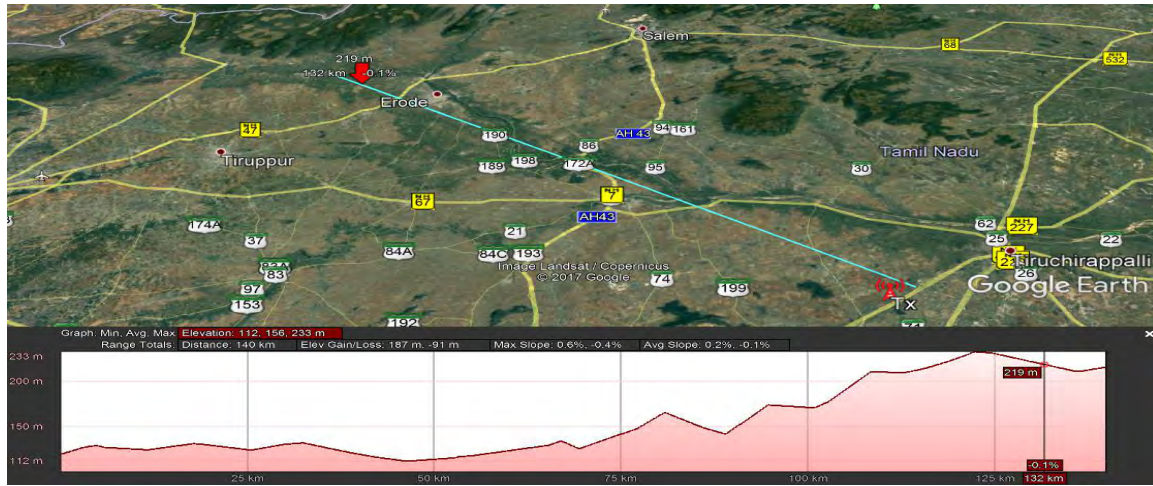 Salem
NH 68
532
219 m
132 km -0.1%
Erode
NH 47
190
86
AH 43
94 161
Tiruppur
189 198 172A
95
Tamil Nadu
30
67
7
AH43
174A
37
21
62
227
25
22
84A
84C 193
83
Tiruchirappalli
26
Image Landsat / Copernicus
© 2017 Google
74
199
Google Earth
97
153
Tx
192
Graph: Min, Avg, Max Elevation: 112, 156, 233 m
Range Totals: Distance: 140 km Elev Gain/Loss: 187 m, -91 m Max Slope: 0.6%, -0.4% Avg Slope: 0.2%, -0.1%
233 m
219 m
200 m
150 m
112 m
-0.1%
25 km 50 km 75 km 100 km 125 km 132 km